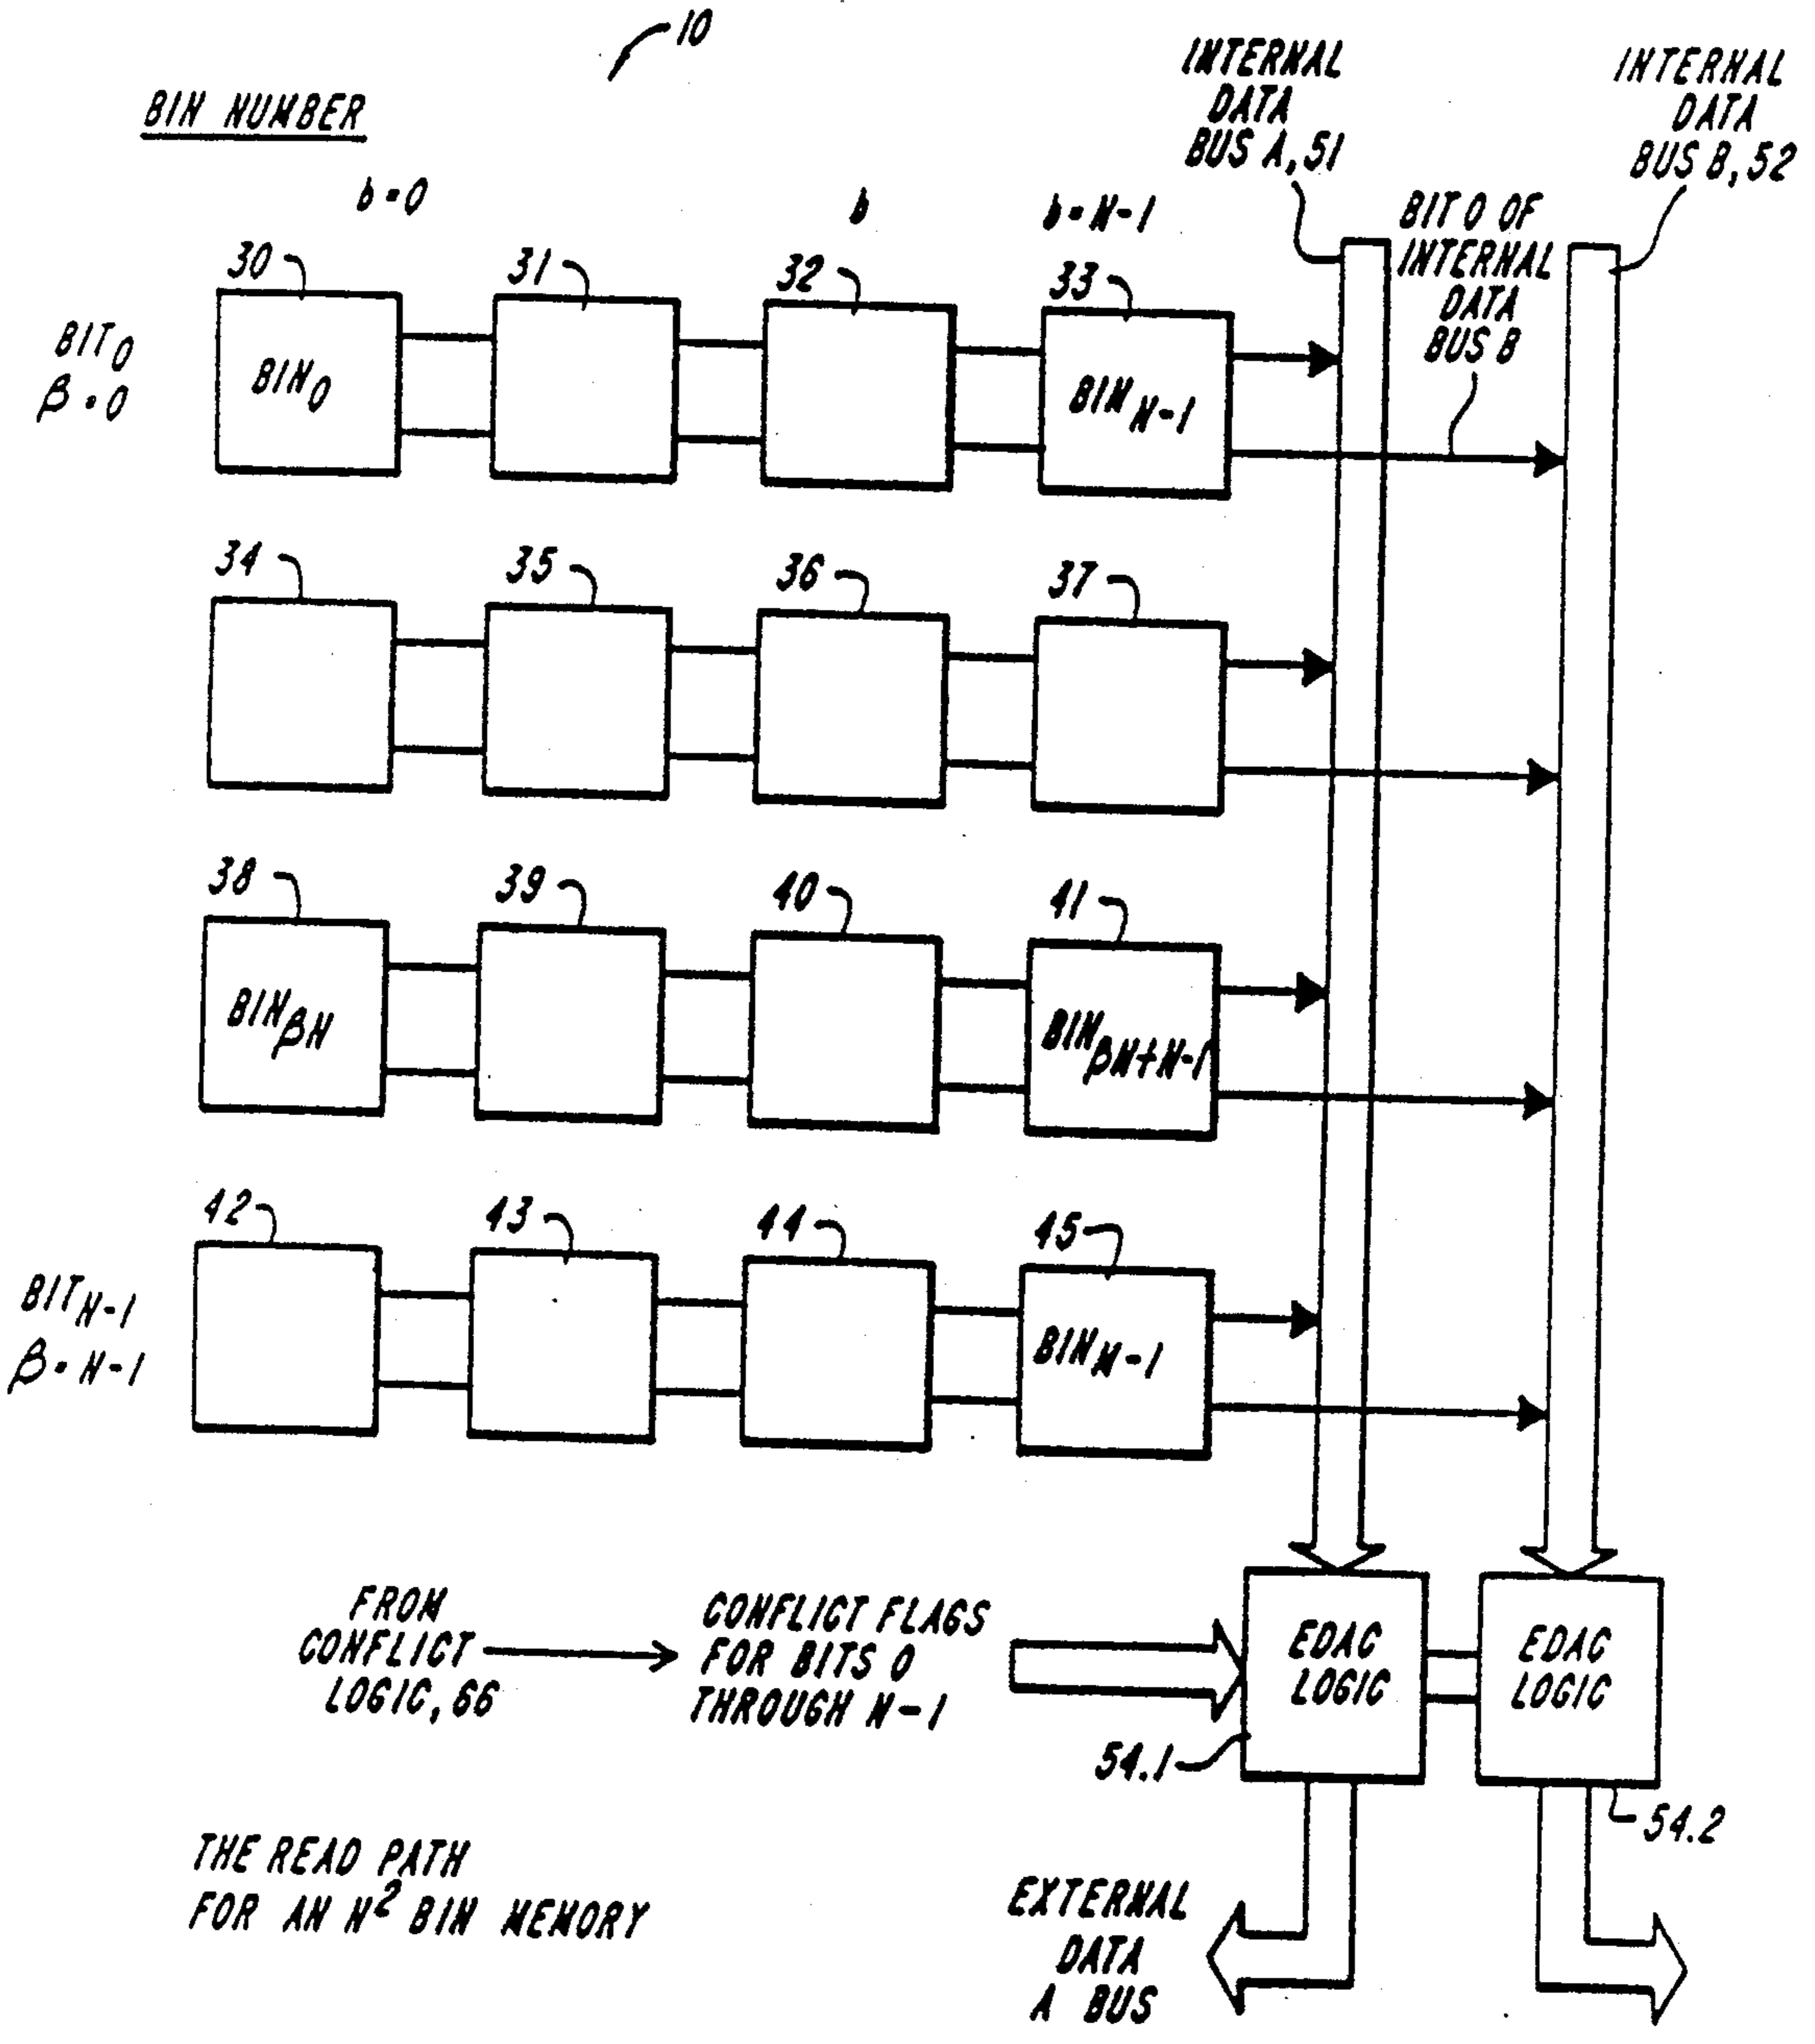 10
BIN NUMBER
INTERNAL
DATA
BUS A, 51
INTERNAL
DATA
BUS B, 52
b=0
b
b=N-1
BIT 0 OF
INTERNAL
DATA
BUS B
30
31
32
33
BIT0
β=0
BIN0
BINN-1
34
35
36
37
38
39
40
41
BINβN
BINβN+N-1
42
43
44
45
BITN-1
β=N-1
BINM-1
FROM
CONFLICT
LOGIC, 66
CONFLICT FLAGS
FOR BITS 0
THROUGH N-1
EDAC
LOGIC
EDAC
LOGIC
54.1
54.2
THE READ PATH
FOR AN N² BIN MEMORY
EXTERNAL
DATA
A BUS